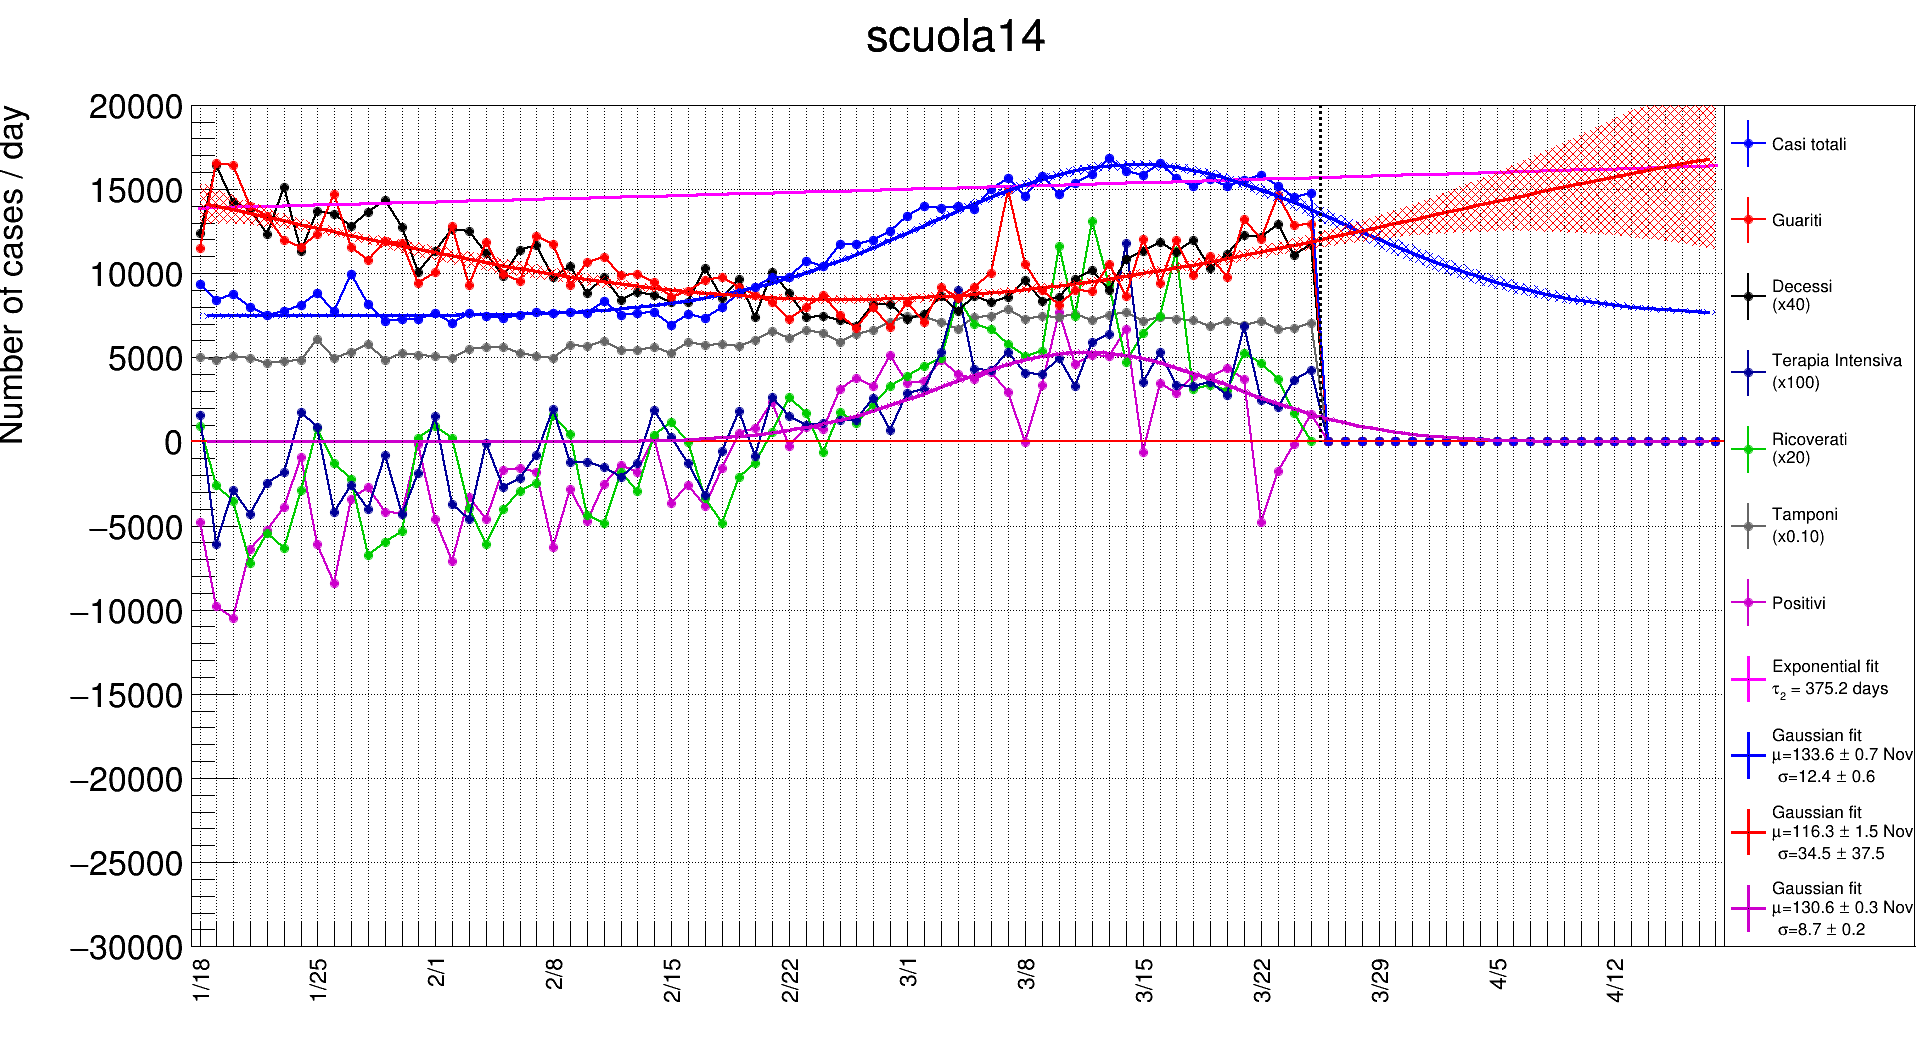 scuola14
Number of cases / day
20000
15000
10000
5000
0
−5000
−10000
−15000
−20000
−25000
−30000
1/18
1/25
2/1
2/8
2/15
2/22
3/1
3/8
3/15
3/22
3/29
4/5
4/12
Casi totali
Guariti
Decessi
(x40)
Terapia Intensiva
(x100)
Ricoverati
(x20)
Tamponi
(x0.10)
Positivi
Exponential fit
τ2 = 375.2 days
Gaussian fit
μ=133.6 ± 0.7 Nov
σ=12.4 ± 0.6
Gaussian fit
μ=116.3 ± 1.5 Nov
σ=34.5 ± 37.5
Gaussian fit
μ=130.6 ± 0.3 Nov
σ=8.7 ± 0.2